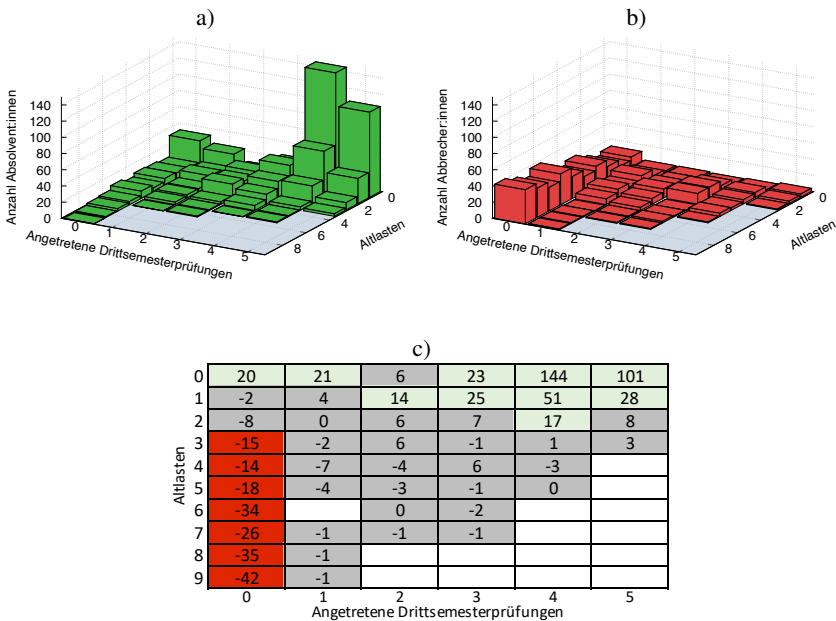 a)
140
120
100
80
60
40
20
0
Anzahl Absolvent:innen
0 1 2 3 4 5
Angetretene Drittsemesterprüfungen
8 6 4 2 0
Altlasten
b)
140
120
100
80
60
40
20
0
Anzahl Abbrecher:innen
0 1 2 3 4 5
Angetretene Drittsemesterprüfungen
8 6 4 2 0
Altlasten
c)
0 20 21 6 23 144 101
1 -2 4 14 25 51 28
2 -8 0 6 7 17 8
3 -15 -2 6 -1 1 3
4 -14 -7 -4 6 -3
5 -18 -4 -3 -1 0
6 -34 0 -2
7 -26 -1 -1 -1
8 -35 -1
9 -42 -1
Altlasten
0 1 2 3 4 5
Angetretene Drittsemesterprüfungen